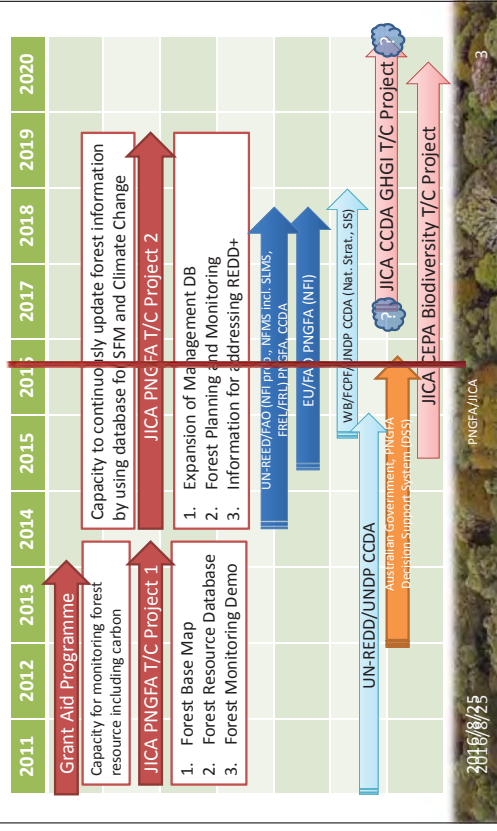 2011 2012 2013 2014 2015 2016 2017 2018 2019 2020
Grant Aid Programme
Capacity for monitoring forest
resource including carbon
Capacity to continuously update forest information
by using database for SFM and Climate Change
JICA PNGFA T/C Project 1
JICA PNGFA T/C Project 2
1. Forest Base Map
2. Forest Resource Database
3. Forest Monitoring Demo
1. Expansion of Management DB
2. Forest Planning and Monitoring
3. Information for addressing REDD+
UN-REED/FAO (NFI prep., NFMS incl. SLMS,
FREL/FRL) PNGFA, CCDA
EU/FAO PNGFA (NFI)
WB/FCPF/UNDP CCDA (Nat. Strat., SIS)
UN-REDD/UNDP CCDA
? JICA CCDA GHGI T/C Project ?
Australian Government, PNGFA
Decision Support System (DSS)
JICA CEPA Biodiversity T/C Project
2016/8/25
2016/8/25
PNGFA/JICA
3